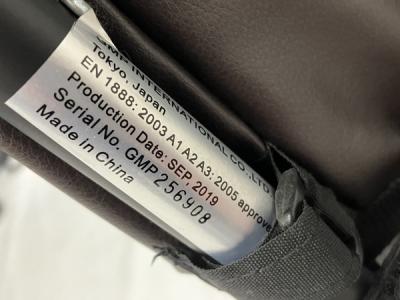 GMP INTERNATIONAL CO.,LTD
Tokyo, Japan
EN 1888: 2003 A1 A2 A3: 2005 approve
Production Date: SEP, 2019
Serial No. GMP256908
Made in China